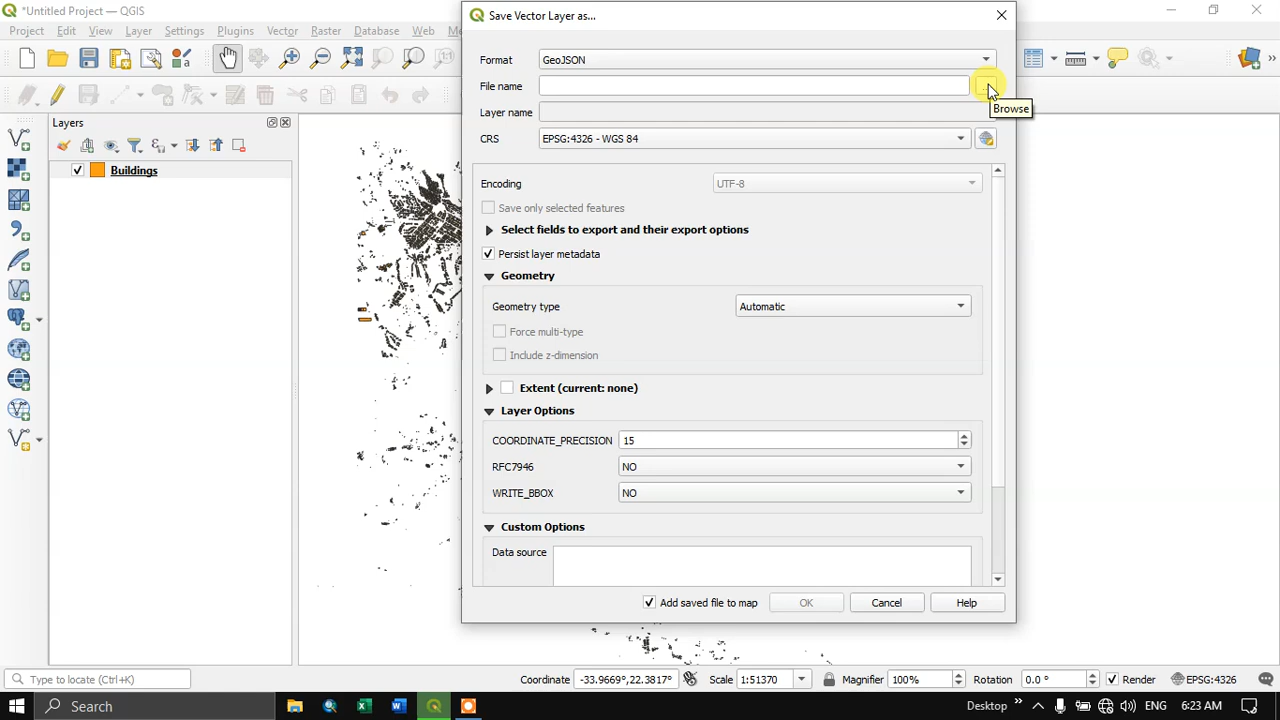 *Untitled Project — QGIS
Project Edit View Layer Settings Plugins Vector Raster Database Web
Save Vector Layer as...
Format GeoJSON
File name
Browse
Layer name
CRS EPSG:4326 - WGS 84
Layers
Buildings
Encoding UTF-8
Save only selected features
Select fields to export and their export options
Persist layer metadata
Geometry
Geometry type Automatic
Force multi-type
Include z-dimension
Extent (current: none)
Layer Options
COORDINATE_PRECISION 15
RFC7946 NO
WRITE_BBOX NO
Custom Options
Data source
Add saved file to map OK Cancel Help
Type to locate (Ctrl+K) Coordinate -33.9669°,22.3817° Scale 1:51370 Magnifier 100% Rotation 0.0 ° Render EPSG:4326
Search Desktop ENG 6:23 AM